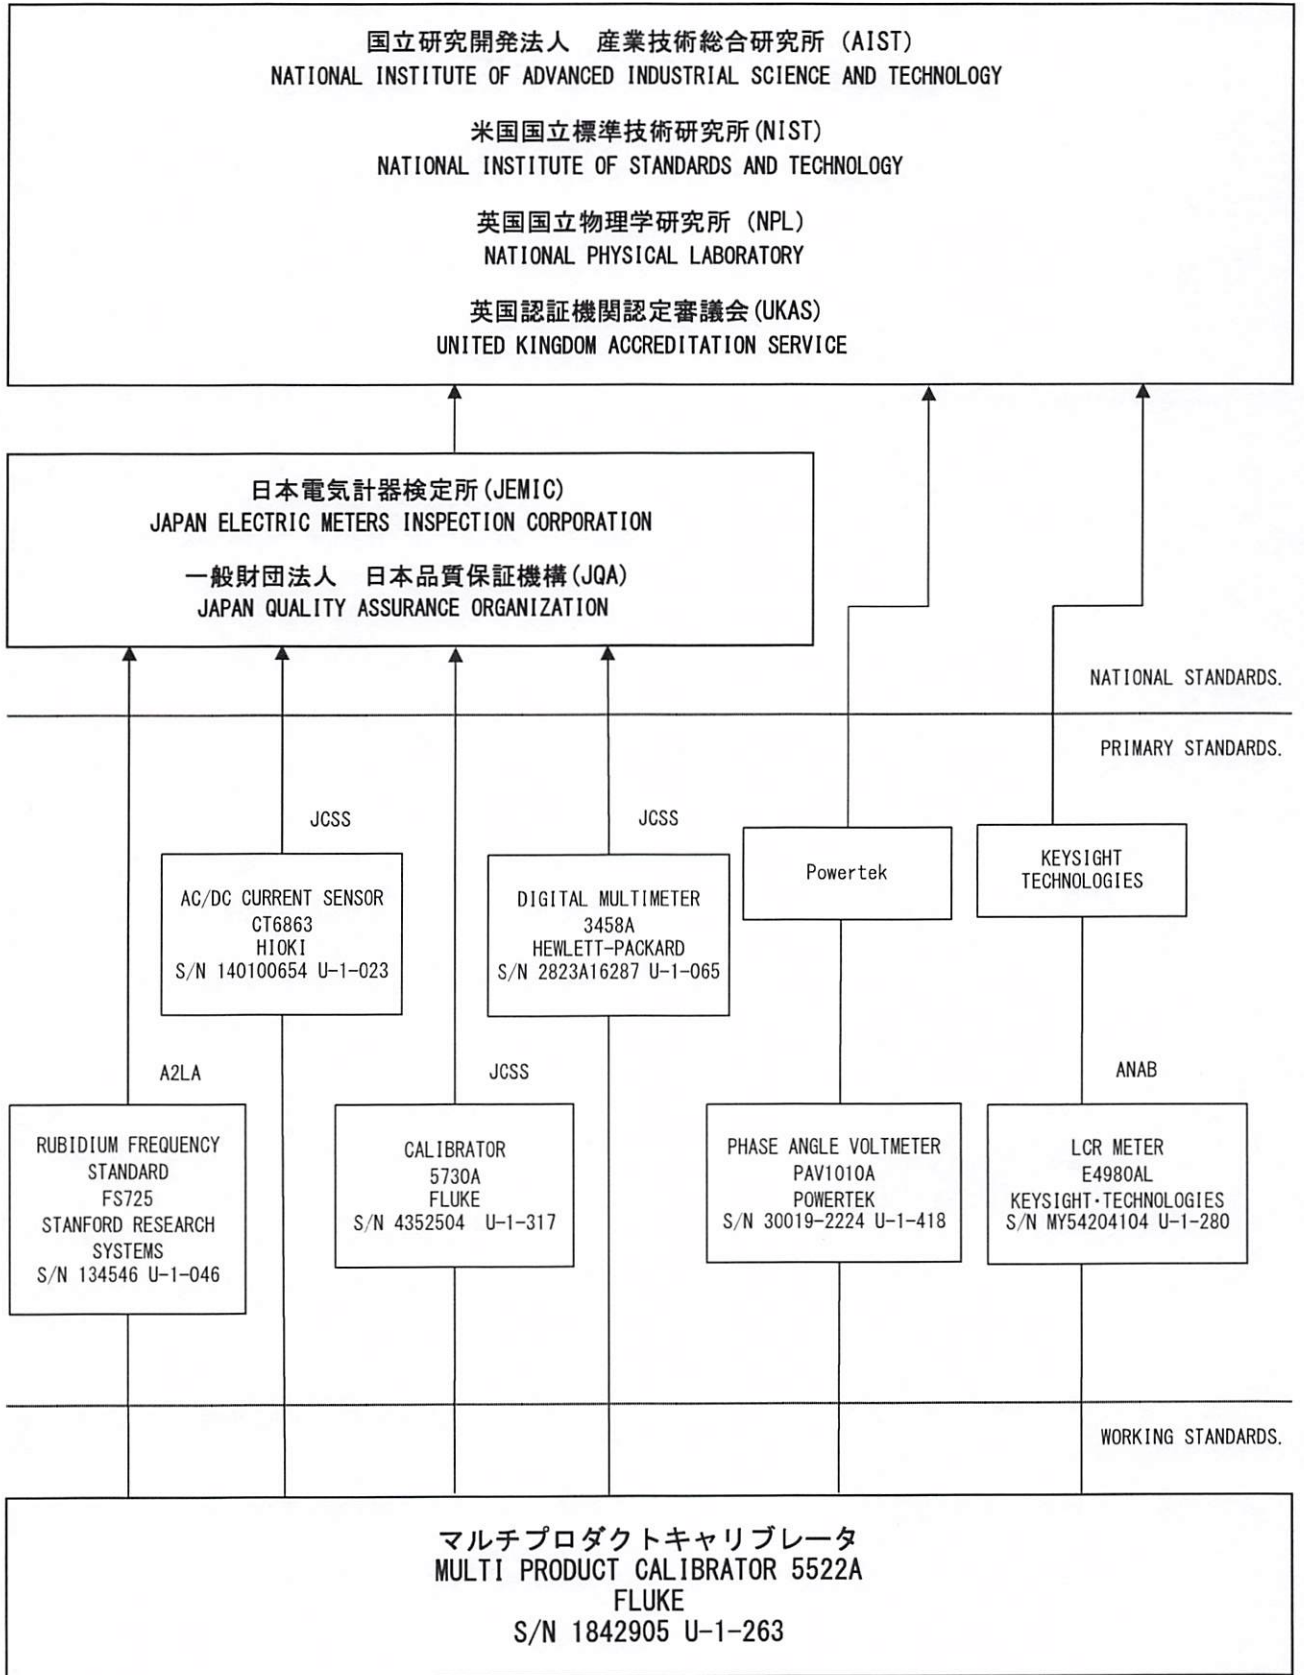 国立研究開発法人　産業技術総合研究所 (AIST)
NATIONAL INSTITUTE OF ADVANCED INDUSTRIAL SCIENCE AND TECHNOLOGY
米国国立標準技術研究所(NIST)
NATIONAL INSTITUTE OF STANDARDS AND TECHNOLOGY
英国国立物理学研究所 (NPL)
NATIONAL PHYSICAL LABORATORY
英国認証機関認定審議会(UKAS)
UNITED KINGDOM ACCREDITATION SERVICE
日本電気計器検定所(JEMIC)
JAPAN ELECTRIC METERS INSPECTION CORPORATION
一般財団法人　日本品質保証機構(JQA)
JAPAN QUALITY ASSURANCE ORGANIZATION
NATIONAL STANDARDS.
PRIMARY STANDARDS.
JCSS
AC/DC CURRENT SENSOR
CT6863
HIOKI
S/N 140100654 U-1-023
JCSS
DIGITAL MULTIMETER
3458A
HEWLETT-PACKARD
S/N 2823A16287 U-1-065
Powertek
KEYSIGHT
TECHNOLOGIES
A2LA
RUBIDIUM FREQUENCY
STANDARD
FS725
STANFORD RESEARCH
SYSTEMS
S/N 134546 U-1-046
JCSS
CALIBRATOR
5730A
FLUKE
S/N 4352504 U-1-317
PHASE ANGLE VOLTMETER
PAV1010A
POWERTEK
S/N 30019-2224 U-1-418
ANAB
LCR METER
E4980AL
KEYSIGHT・TECHNOLOGIES
S/N MY54204104 U-1-280
WORKING STANDARDS.
マルチプロダクトキャリブレータ
MULTI PRODUCT CALIBRATOR 5522A
FLUKE
S/N 1842905 U-1-263